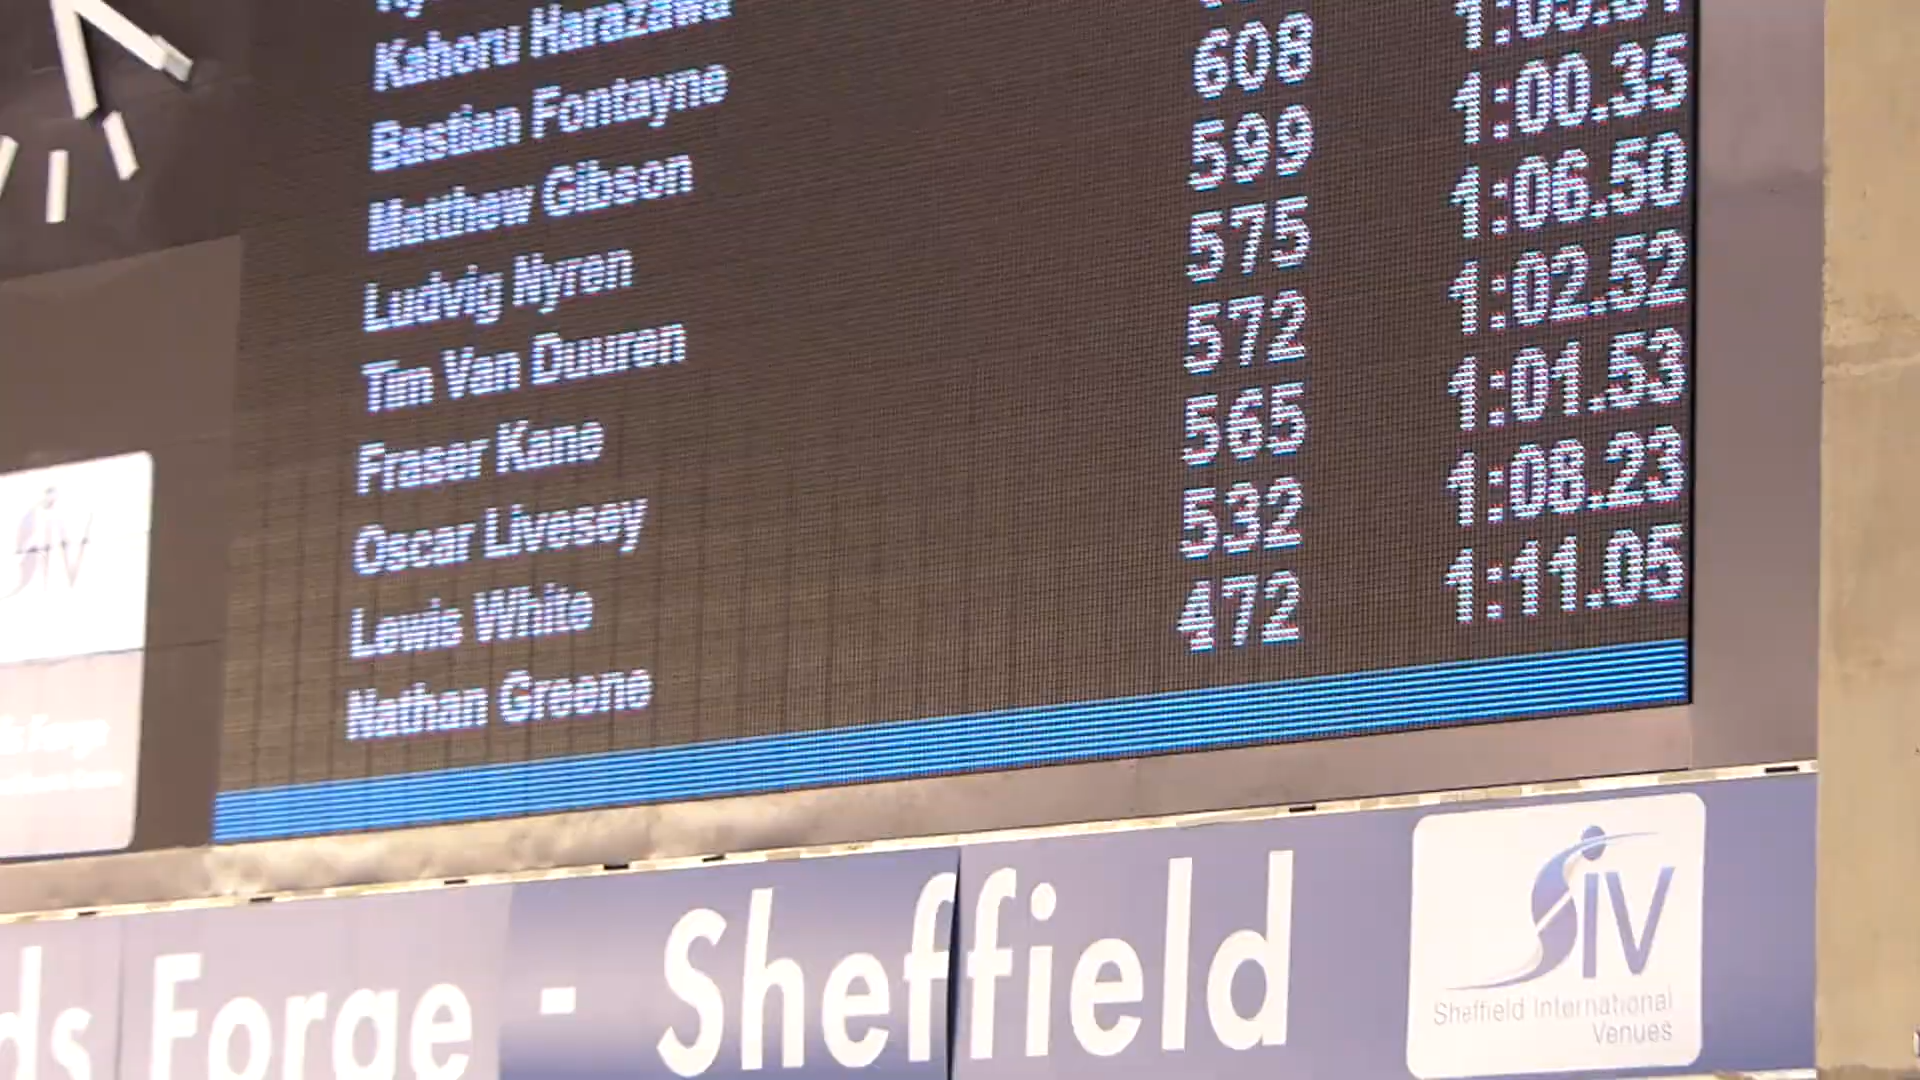 Kahoru Harazawa
Bastian Fontayne
Matthew Gibson 608
Ludvig Nyren 599 1:00.35
Tim Van Duuren 575 1:06.50
Fraser Kane 572 1:02.52
Oscar Livesey 565 1:01.53
Lewis White 532 1:08.23
Nathan Greene 472 1:11.05
SIV
ds Forge - Sheffield
SIV
Sheffield International
Venues